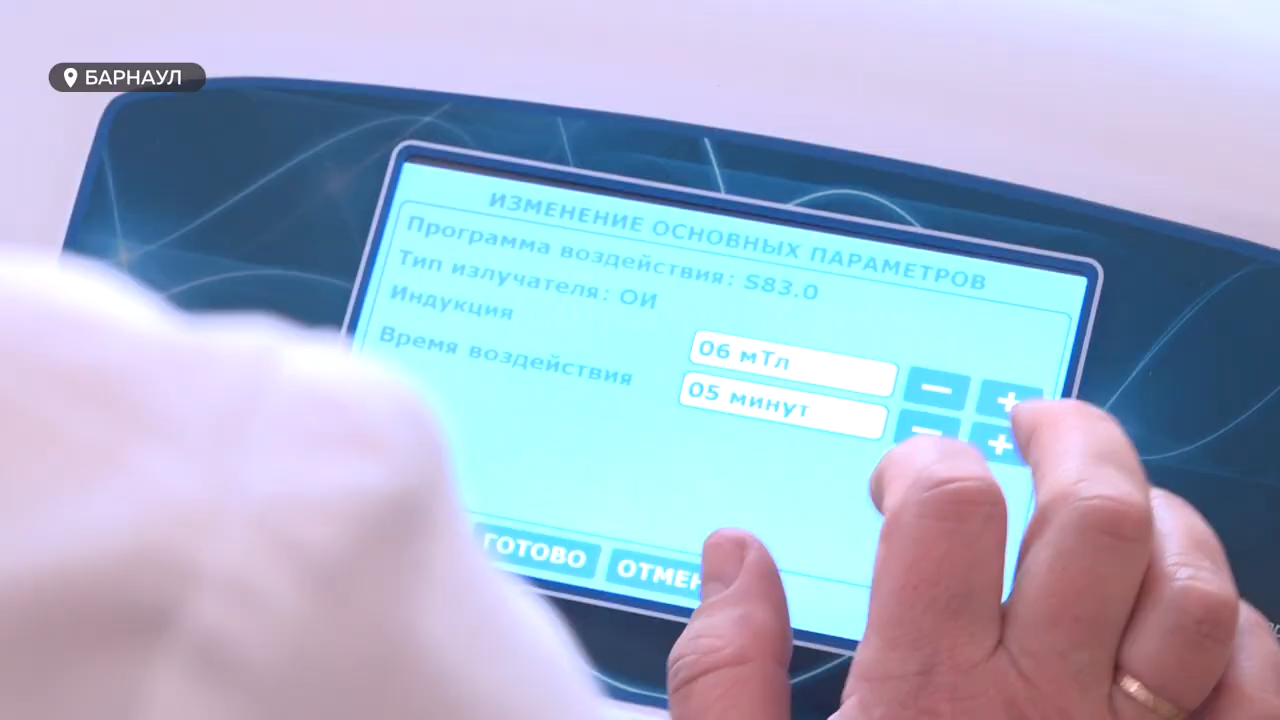 БАРНАУЛ
ИЗМЕНЕНИЕ ОСНОВНЫХ ПАРАМЕТРОВ
Программа воздействия: S83.0
Тип излучателя: ОИ
Индукция
06 мТл
− +
Время воздействия
05 минут
− +
ГОТОВО